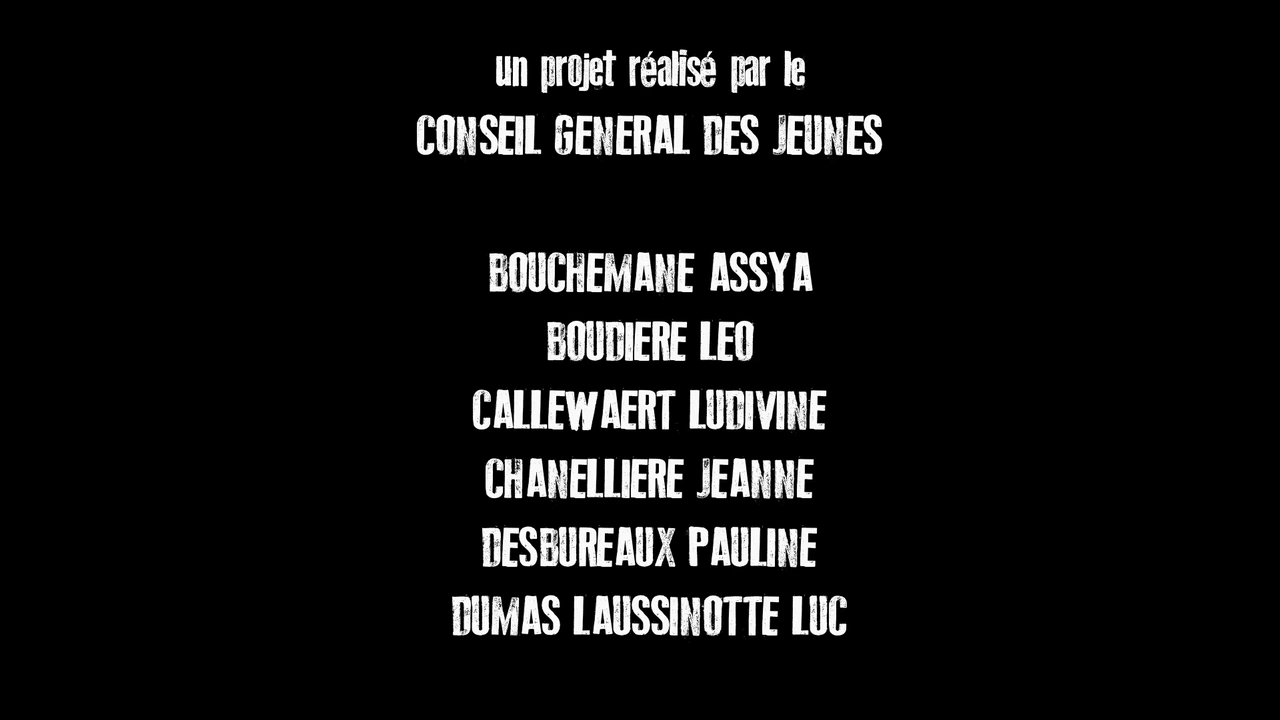 un projet réalisé par le
CONSEIL GENERAL DES JEUNES
BOUCHEMANE ASSYA
BOUDIERE LEO
CALLEWAERT LUDIVINE
CHANELLIERE JEANNE
DESBUREAUX PAULINE
DUMAS LAUSSINOTTE LUC